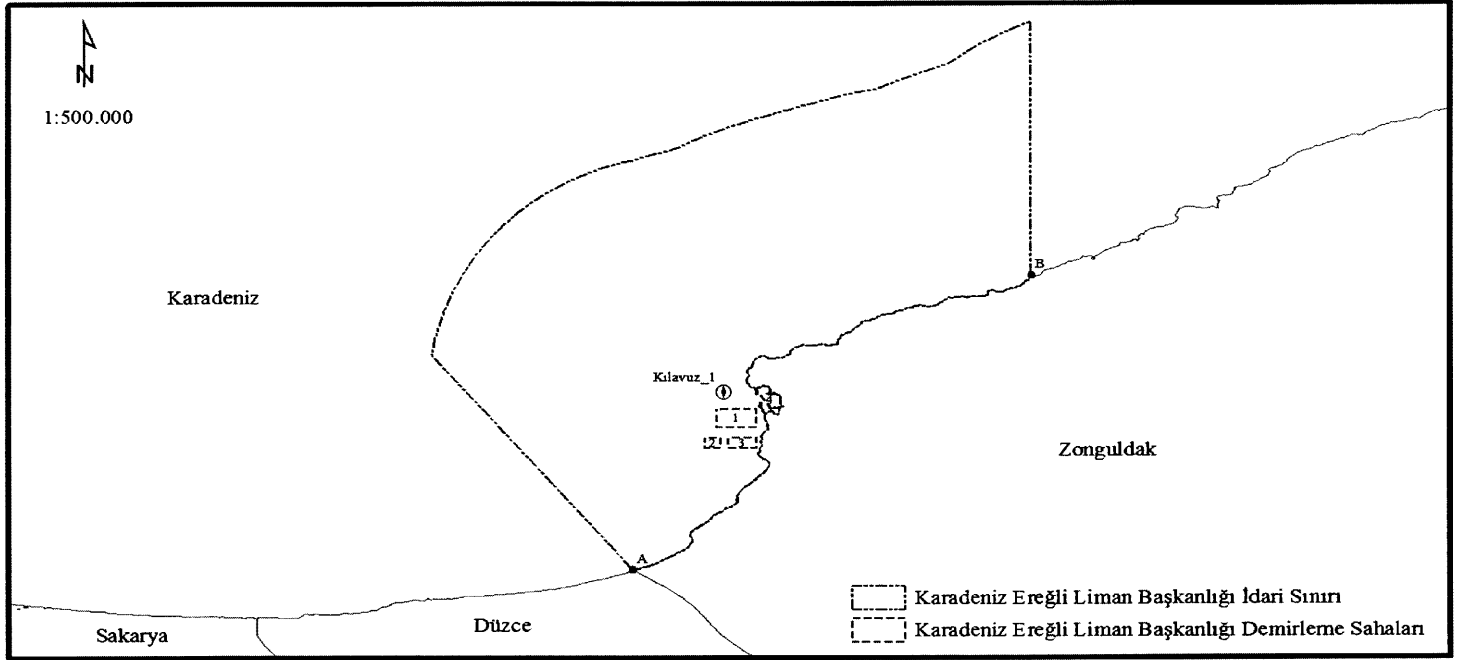 N
1:500.000
Karadeniz
B
Kılavuz_1
1
2
3
Zonguldak
A
Sakarya
Düzce
Karadeniz Ereğli Liman Başkanlığı İdari Sınırı
Karadeniz Ereğli Liman Başkanlığı Demirleme Sahaları